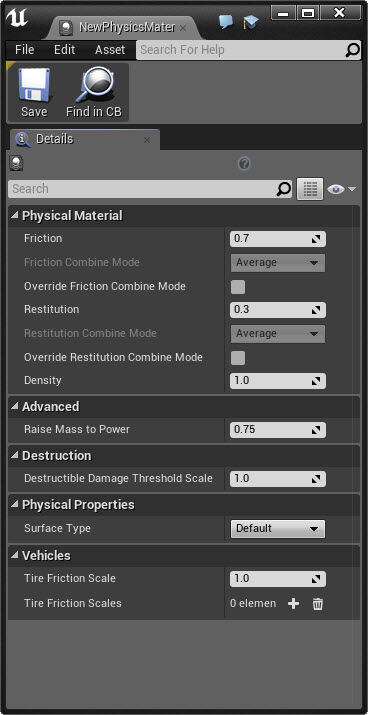 NewPhysicsMater
File Edit Asset Search For Help
Save Find in CB
Details
Search
Physical Material
Friction 0.7
Friction Combine Mode Average
Override Friction Combine Mode
Restitution 0.3
Restitution Combine Mode Average
Override Restitution Combine Mode
Density 1.0
Advanced
Raise Mass to Power 0.75
Destruction
Destructible Damage Threshold Scale 1.0
Physical Properties
Surface Type Default
Vehicles
Tire Friction Scale 1.0
Tire Friction Scales 0 elemen